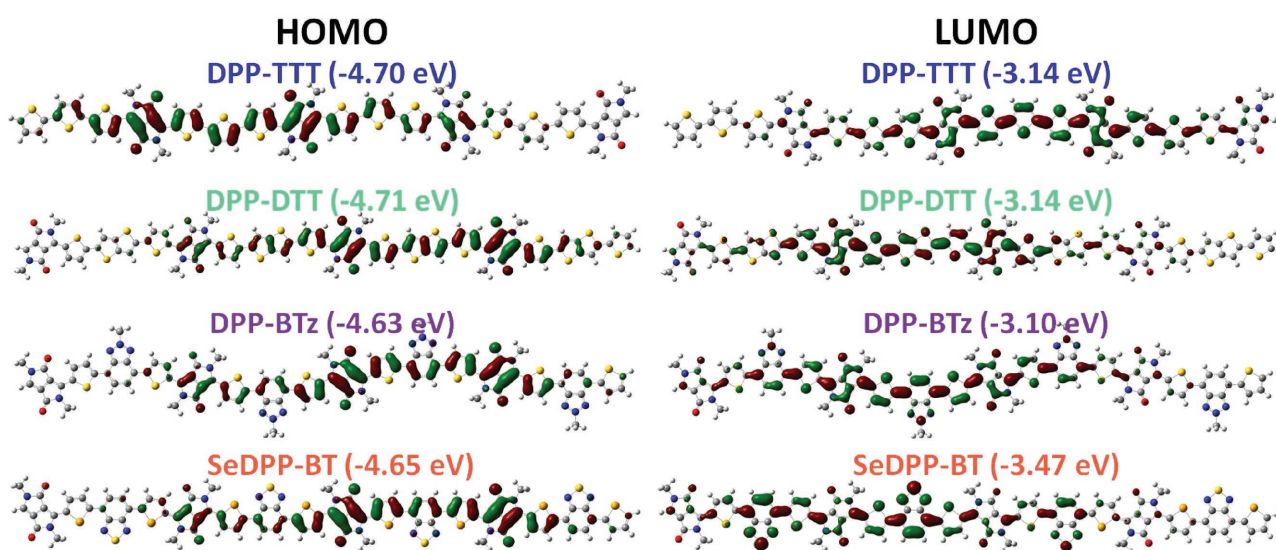 HOMO
LUMO
DPP-TTT (-4.70 eV)
DPP-TTT (-3.14 eV)
DPP-DTT (-4.71 eV)
DPP-DTT (-3.14 eV)
DPP-BTz (-4.63 eV)
DPP-BTz (-3.10 eV)
SeDPP-BT (-4.65 eV)
SeDPP-BT (-3.47 eV)